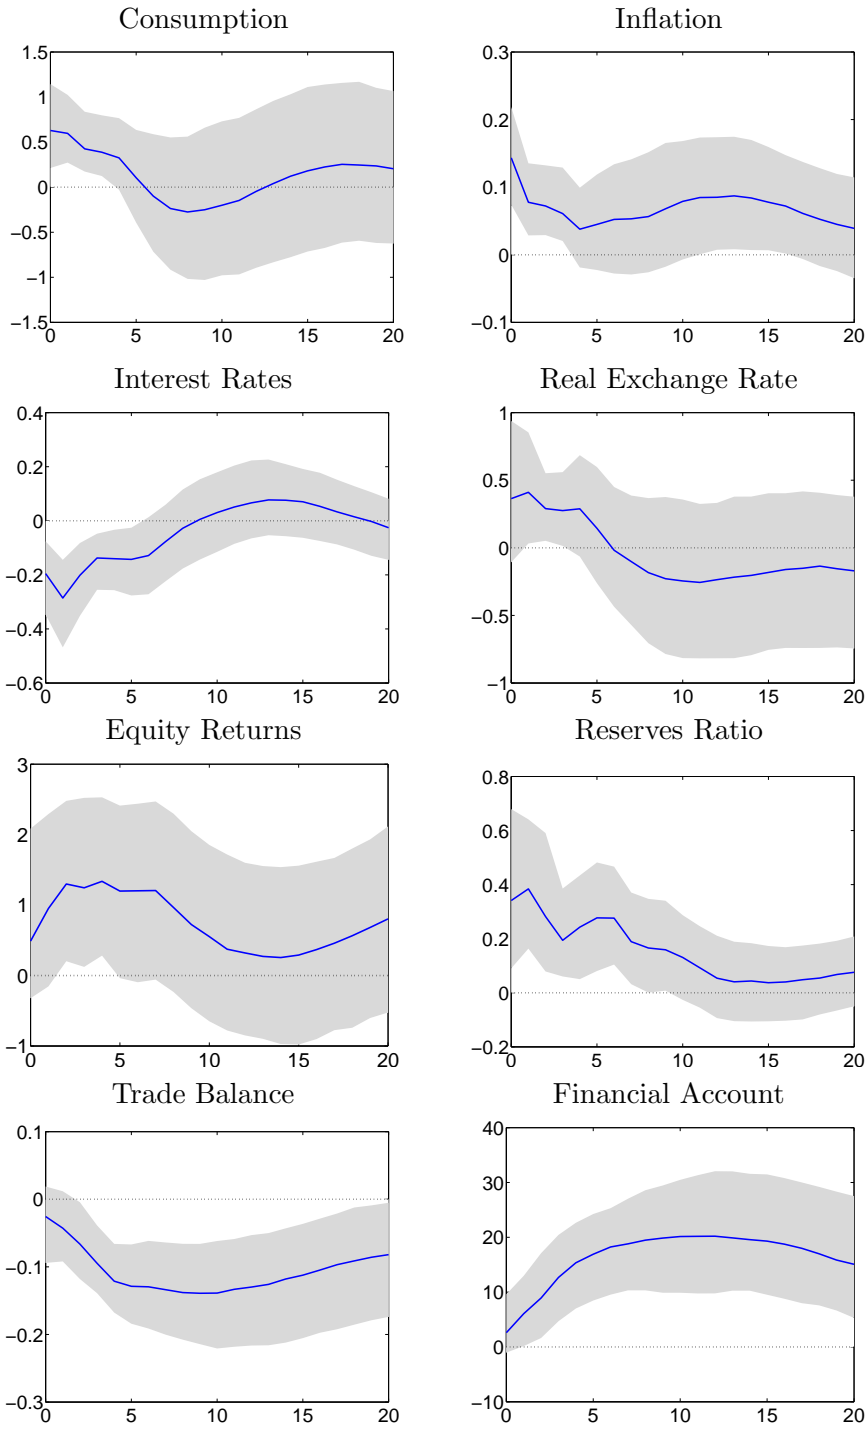 Consumption
Inflation
1.5
1
0.5
0
−0.5
−1
−1.5
0 5 10 15 20
0.3
0.2
0.1
0
−0.1
0 5 10 15 20
Interest Rates
Real Exchange Rate
0.4
0.2
0
−0.2
−0.4
−0.6
0 5 10 15 20
1
0.5
0
−0.5
−1
0 5 10 15 20
Equity Returns
Reserves Ratio
3
2
1
0
−1
0 5 10 15 20
0.8
0.6
0.4
0.2
0
−0.2
0 5 10 15 20
Trade Balance
Financial Account
0.1
0
−0.1
−0.2
−0.3
0 5 10 15 20
40
30
20
10
0
−10
0 5 10 15 20